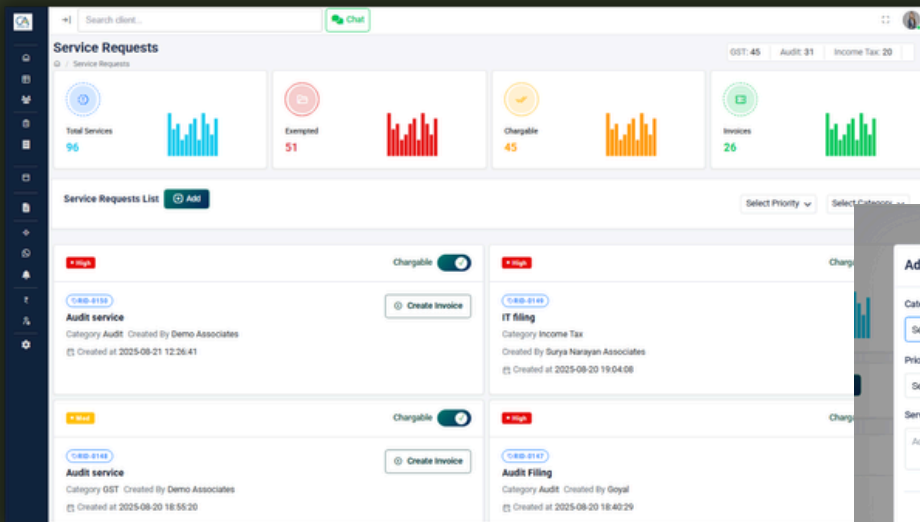 CA
Search client...
Chat
Service Requests
Service Requests
GST: 45
Audit: 31
Income Tax: 20
Total Services
96
Exempted
51
Chargable
45
Invoices
26
Service Requests List
Add
Select Priority
Select Category
High
Chargable
RID-0150
Create Invoice
Audit service
Category Audit Created By Demo Associates
Created at 2025-08-21 12:26:41
High
RID-0149
IT filing
Category Income Tax
Created By Surya Narayan Associates
Created at 2025-08-20 19:04:08
Med
Chargable
RID-0148
Create Invoice
Audit service
Category GST Created By Demo Associates
Created at 2025-08-20 18:55:20
High
RID-0147
Audit Filing
Category Audit Created By Goyal
Created at 2025-08-20 18:40:29